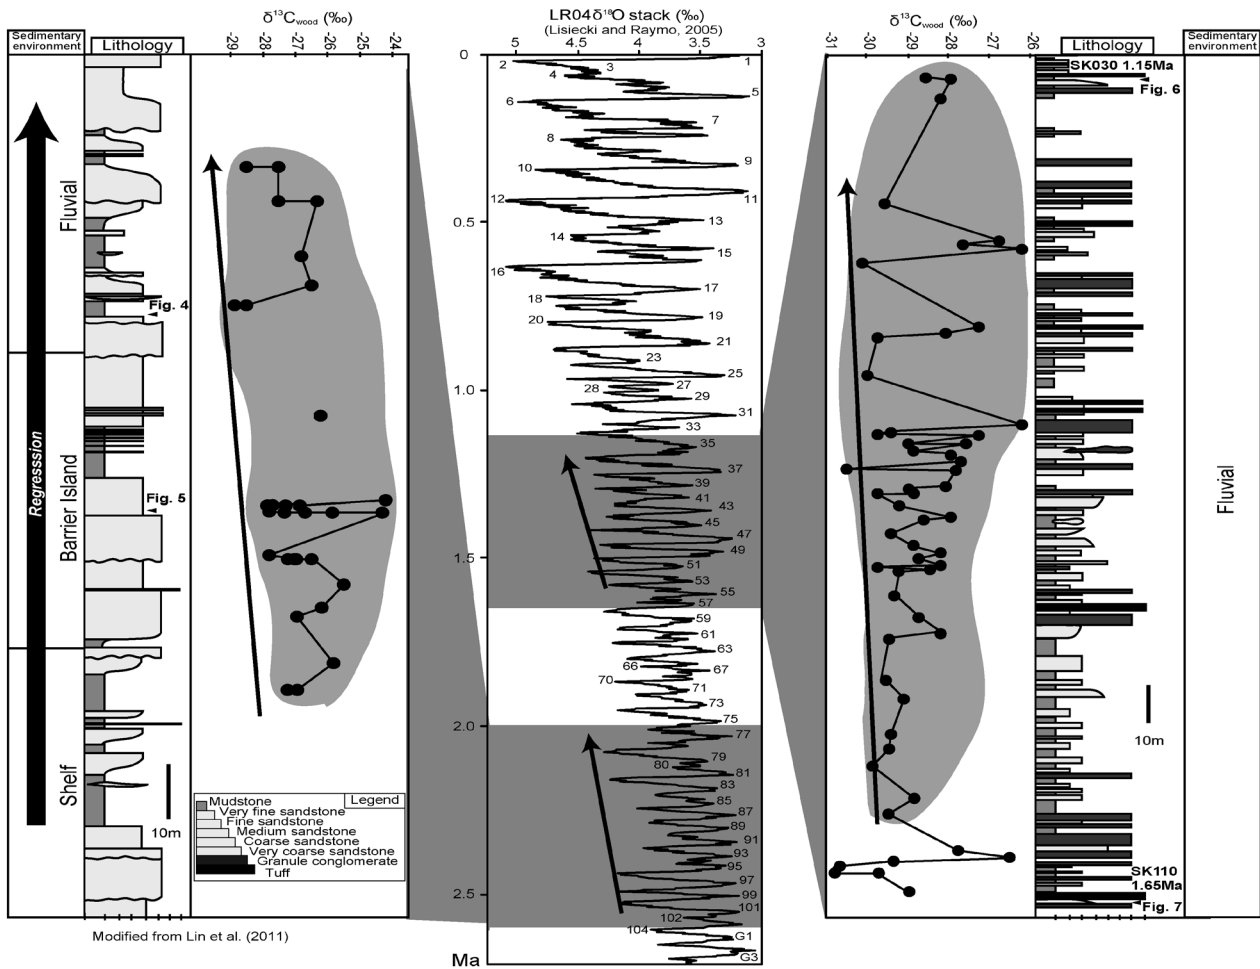 Sedimentary
environment
Lithology
δ¹³Cwood (‰)
-29
-28
-27
-26
-25
-24
LR04δ¹⁸O stack (‰)
(Lisiecki and Raymo, 2005)
5
4.5
4
3.5
3
δ¹³Cwood (‰)
-31
-30
-29
-28
-27
-26
Lithology
Sedimentary
environment
Regresssion
Fluvial
Barrier Island
Shelf
Fig. 4
Fig. 5
10m
Legend
Mudstone
Very fine sandstone
Fine sandstone
Medium sandstone
Coarse sandstone
Very coarse sandstone
Granule conglomerate
Tuff
Modified from Lin et al. (2011)
0
0.5
1.0
1.5
2.0
2.5
Ma
1
2
3
4
5
6
7
8
9
10
11
12
13
14
15
16
17
18
19
20
21
23
25
27
28
29
31
33
35
37
39
41
43
45
47
49
51
53
55
57
59
61
63
66
67
70
71
73
75
77
79
80
81
83
85
87
89
91
93
95
97
99
101
102
104
G1
G3
SK030 1.15Ma
Fig. 6
10m
SK110
1.65Ma
Fig. 7
Fluvial